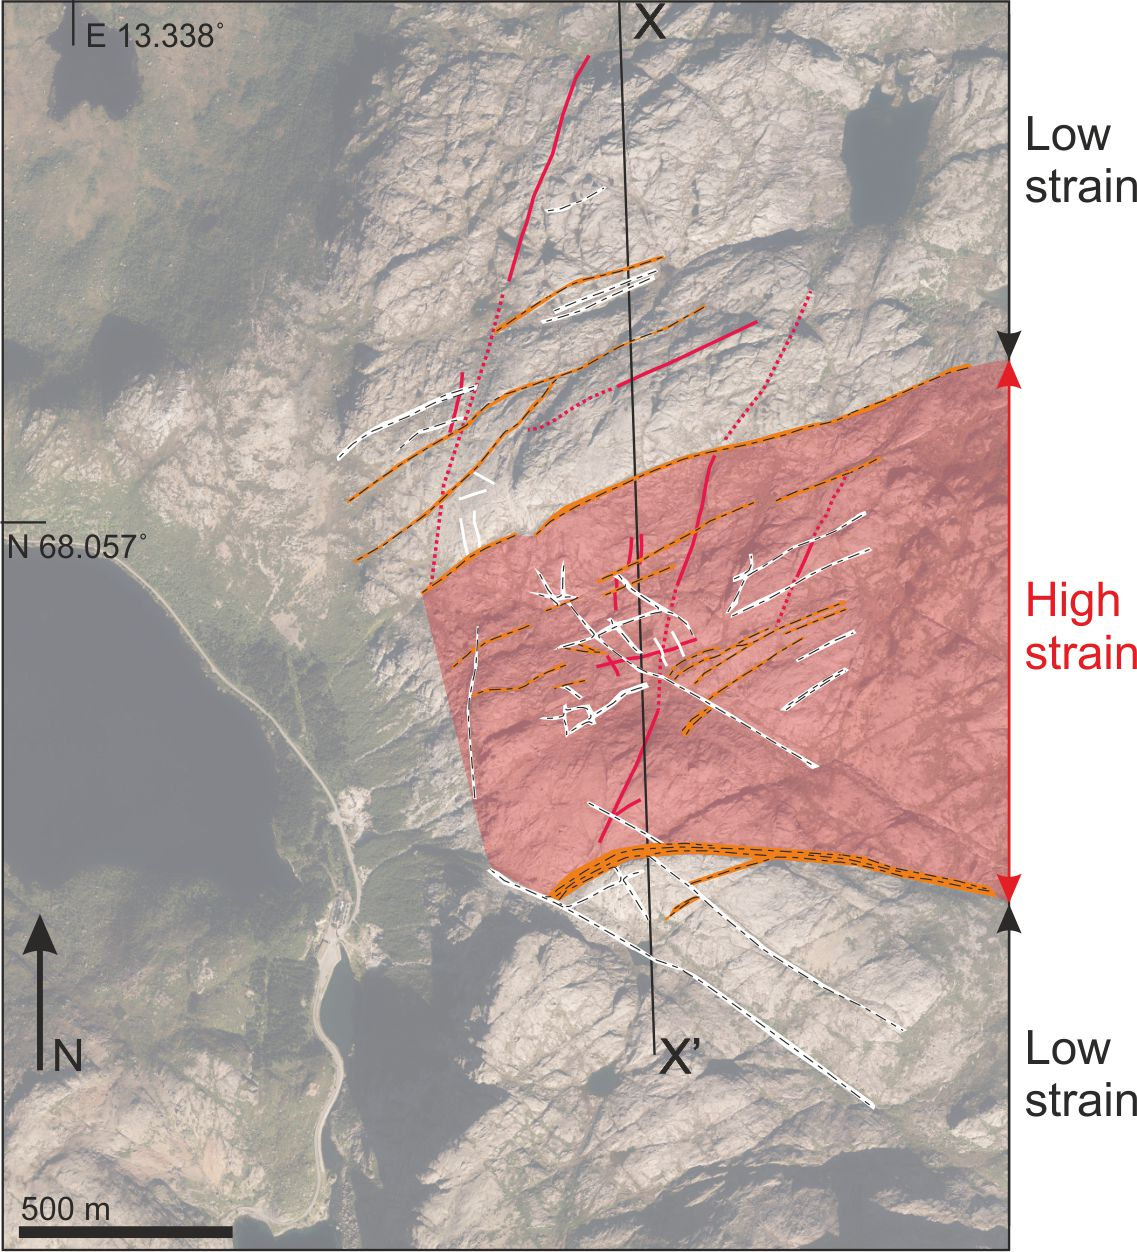 E 13.338°
X
Low
strain
N 68.057°
High
strain
N
X’
Low
strain
500 m